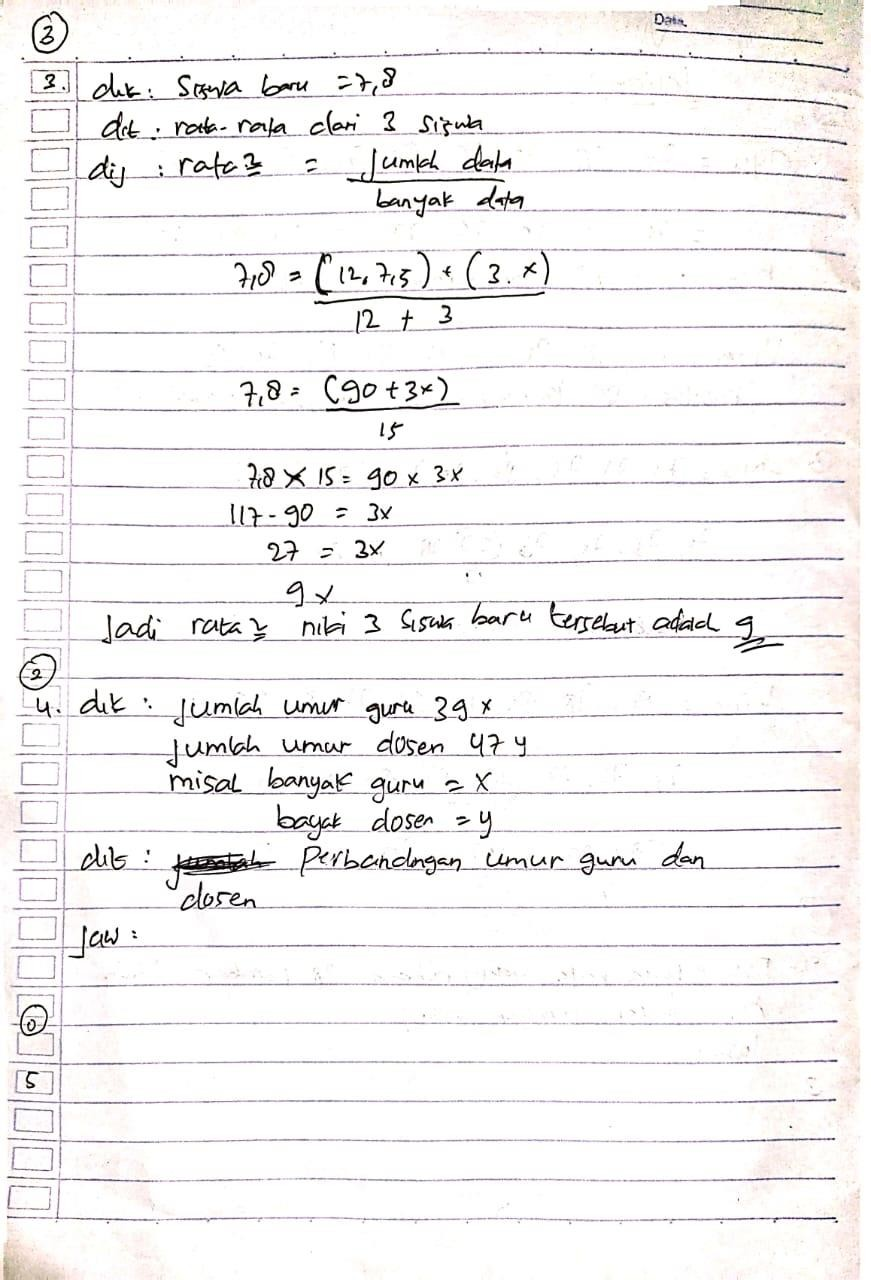 Date
3
3. dik : Siswa baru = 7,8
dit : rata-rata dari 3 siswa
dij : rata2 = Jumlah data
banyak data
7,8 = (12, 7,5) + (3. x)
12 + 3
7,8 = (90 + 3x)
15
7,8 x 15 = 90 x 3x
117 - 90 = 3x
27 = 3x
9 x
Jadi rata2 nilai 3 siswa baru tersebut adalah 9
2
4. dik : Jumlah umur guru 39 x
Jumlah umur dosen 47 y
misal banyak guru = x
bayak dosen = y
dit : Perbandngan umur guru dan
dosen
Jaw :
0
5